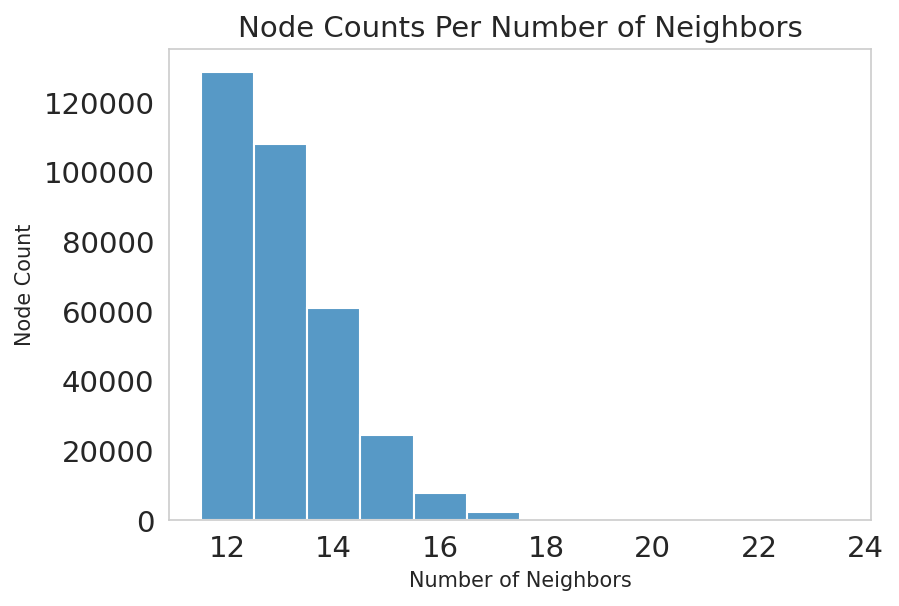 Node Counts Per Number of Neighbors
120000
100000
80000
60000
40000
20000
0
Node Count
12 14 16 18 20 22 24
Number of Neighbors